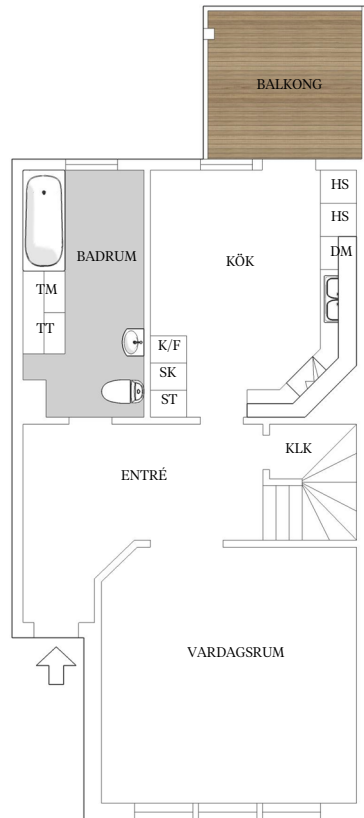 BALKONG
HS
HS
BADRUM
DM
KÖK
TM
TT
K/F
SK
ST
KLK
ENTRÉ
VARDAGSRUM